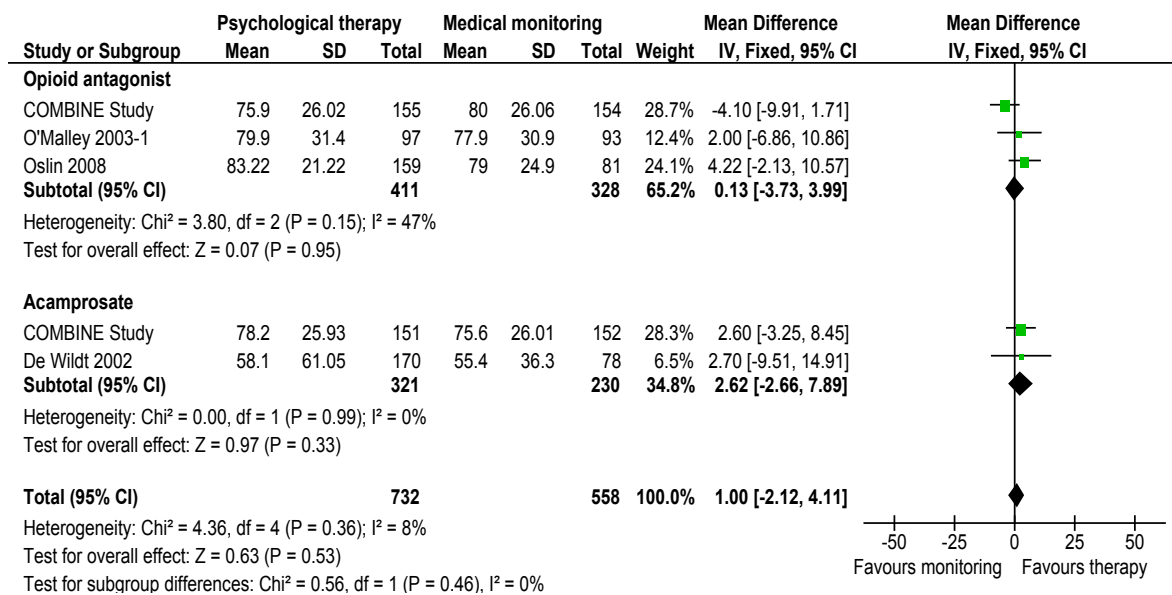 Psychological therapy Medical monitoring Mean Difference Mean Difference
Study or Subgroup Mean SD Total Mean SD Total Weight IV, Fixed, 95% CI IV, Fixed, 95% CI
Opioid antagonist
COMBINE Study 75.9 26.02 155 80 26.06 154 28.7% -4.10 [-9.91, 1.71]
O'Malley 2003-1 79.9 31.4 97 77.9 30.9 93 12.4% 2.00 [-6.86, 10.86]
Oslin 2008 83.22 21.22 159 79 24.9 81 24.1% 4.22 [-2.13, 10.57]
Subtotal (95% CI) 411 328 65.2% 0.13 [-3.73, 3.99]
Heterogeneity: Chi² = 3.80, df = 2 (P = 0.15); I² = 47%
Test for overall effect: Z = 0.07 (P = 0.95)
Acamprosate
COMBINE Study 78.2 25.93 151 75.6 26.01 152 28.3% 2.60 [-3.25, 8.45]
De Wildt 2002 58.1 61.05 170 55.4 36.3 78 6.5% 2.70 [-9.51, 14.91]
Subtotal (95% CI) 321 230 34.8% 2.62 [-2.66, 7.89]
Heterogeneity: Chi² = 0.00, df = 1 (P = 0.99); I² = 0%
Test for overall effect: Z = 0.97 (P = 0.33)
Total (95% CI) 732 558 100.0% 1.00 [-2.12, 4.11]
Heterogeneity: Chi² = 4.36, df = 4 (P = 0.36); I² = 8%
Test for overall effect: Z = 0.63 (P = 0.53)
Test for subgroup differences: Chi² = 0.56, df = 1 (P = 0.46), I² = 0%
-50 -25 0 25 50
Favours monitoring Favours therapy